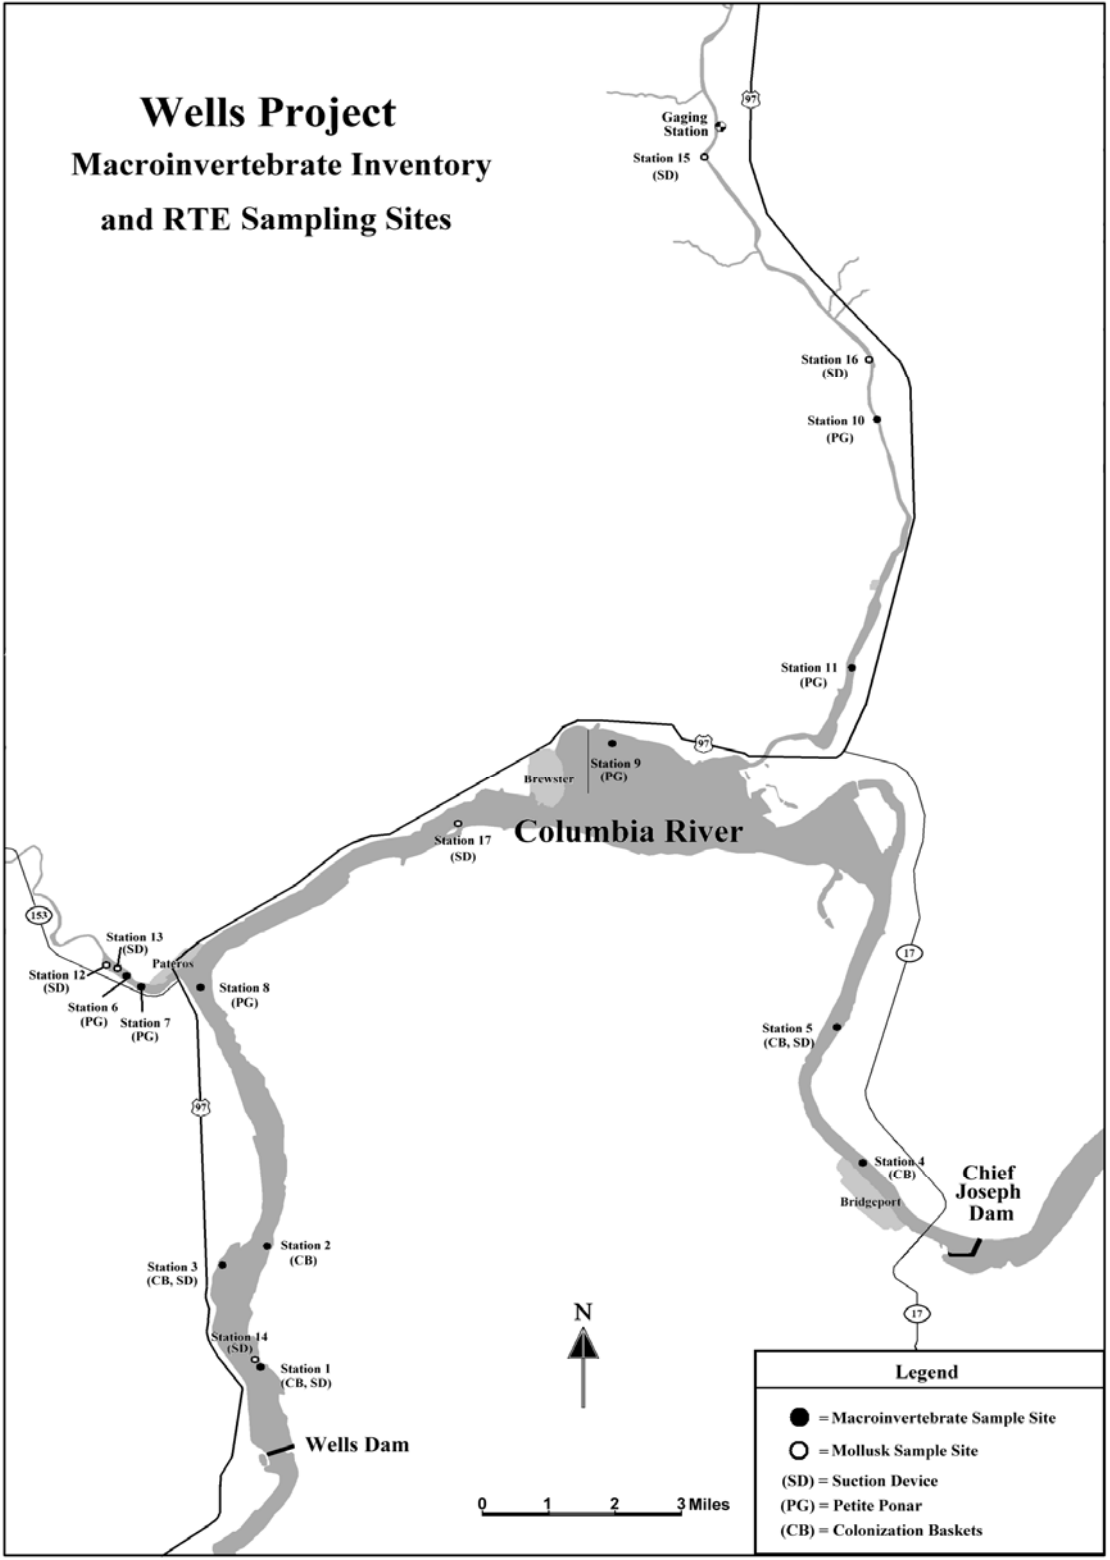 Wells Project
Macroinvertebrate Inventory
and RTE Sampling Sites
97
Gaging
Station
Station 15
(SD)
Station 16
(SD)
Station 10
(PG)
Station 11
(PG)
97
Station 9
(PG)
Brewster
Columbia River
Station 17
(SD)
153
Station 13
(SD)
Station 12
(SD)
Pateros
Station 6
(PG)
Station 7
(PG)
Station 8
(PG)
17
Station 5
(CB, SD)
97
Station 4
(CB)
Bridgeport
Chief
Joseph
Dam
Station 2
(CB)
Station 3
(CB, SD)
17
Station 14
(SD)
Station 1
(CB, SD)
Wells Dam
N
0 1 2 3 Miles
Legend
= Macroinvertebrate Sample Site
= Mollusk Sample Site
(SD) = Suction Device
(PG) = Petite Ponar
(CB) = Colonization Baskets